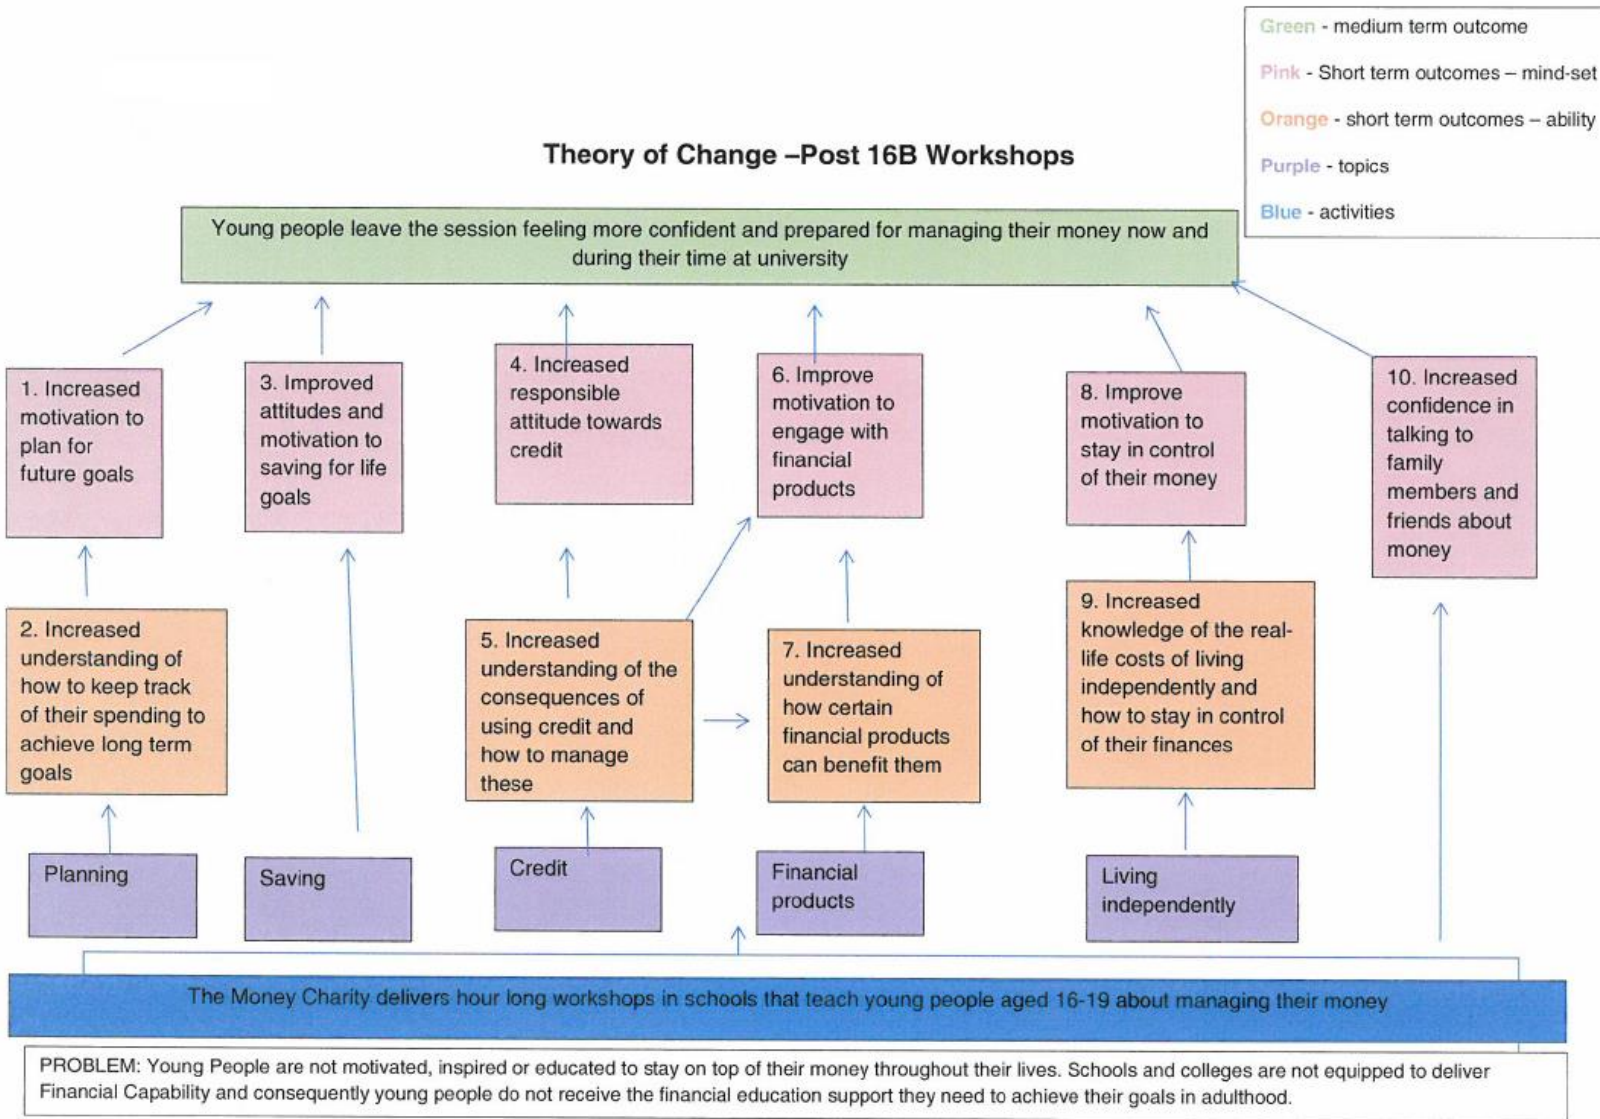 Green - medium term outcome
Pink - Short term outcomes – mind-set
Orange - short term outcomes – ability
Purple - topics
Blue - activities
Theory of Change –Post 16B Workshops
Young people leave the session feeling more confident and prepared for managing their money now and
during their time at university
1. Increased
motivation to
plan for
future goals
3. Improved
attitudes and
motivation to
saving for life
goals
4. Increased
responsible
attitude towards
credit
6. Improve
motivation to
engage with
financial
products
8. Improve
motivation to
stay in control
of their money
10. Increased
confidence in
talking to
family
members and
friends about
money
2. Increased
understanding of
how to keep track
of their spending to
achieve long term
goals
5. Increased
understanding of the
consequences of
using credit and
how to manage
these
7. Increased
understanding of
how certain
financial products
can benefit them
9. Increased
knowledge of the real-
life costs of living
independently and
how to stay in control
of their finances
Planning
Saving
Credit
Financial
products
Living
independently
The Money Charity delivers hour long workshops in schools that teach young people aged 16-19 about managing their money
PROBLEM: Young People are not motivated, inspired or educated to stay on top of their money throughout their lives. Schools and colleges are not equipped to deliver
Financial Capability and consequently young people do not receive the financial education support they need to achieve their goals in adulthood.